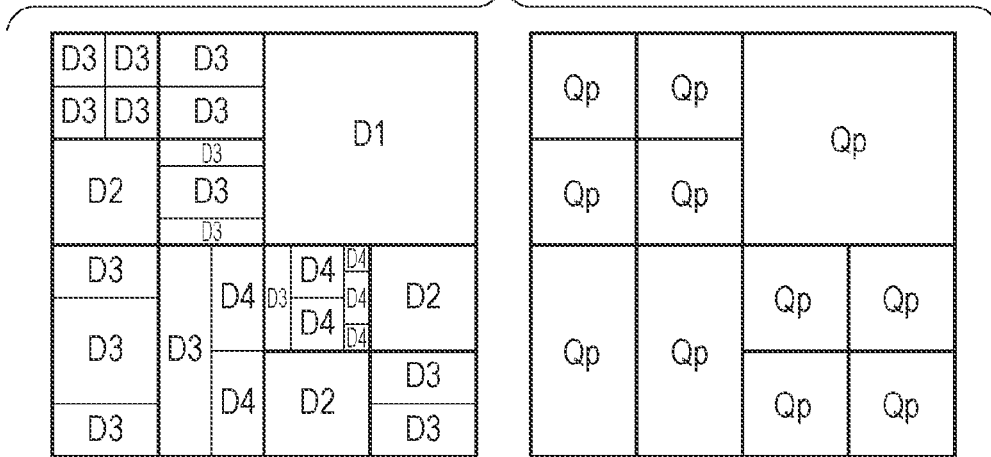 D3 D3 D3 Qp Qp
D3 D3 D3 D1 Qp
D3
D2 D3 Qp Qp
D3
D3 D4 D4 D4 D2 Qp Qp
D3 D4
D3 D3 D4 Qp Qp
D4
D4 D2 D3 Qp Qp
D3 D3